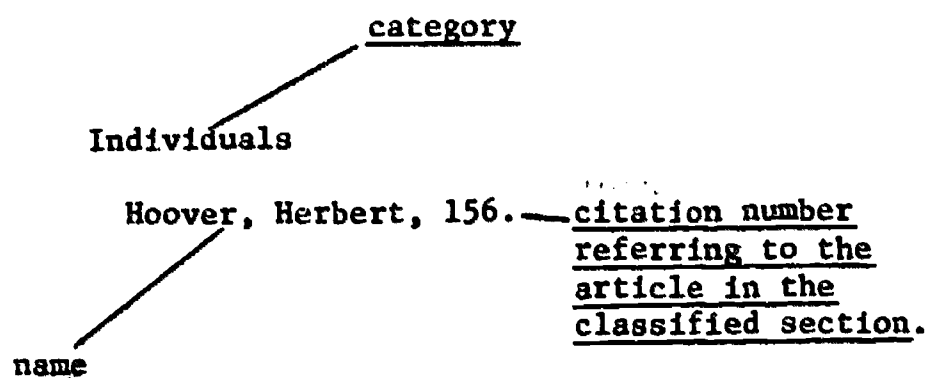 category
Individuals
Hoover, Herbert, 156.
citation number
referring to the
article in the
classified section.
name